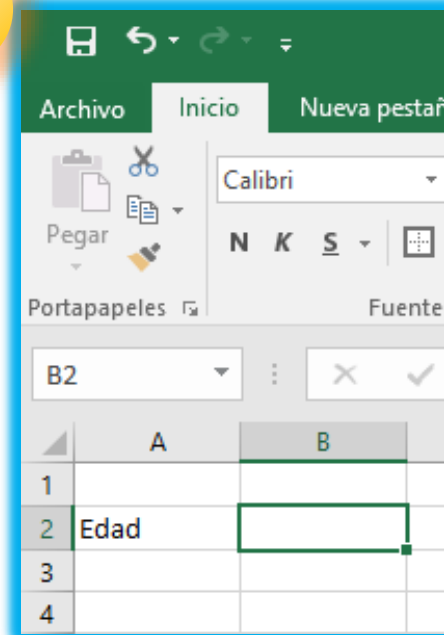 Archivo Inicio Nueva pestañ
Calibri
Pegar N K S
Portapapeles Fuente
B2
A B
1
2 Edad
3
4